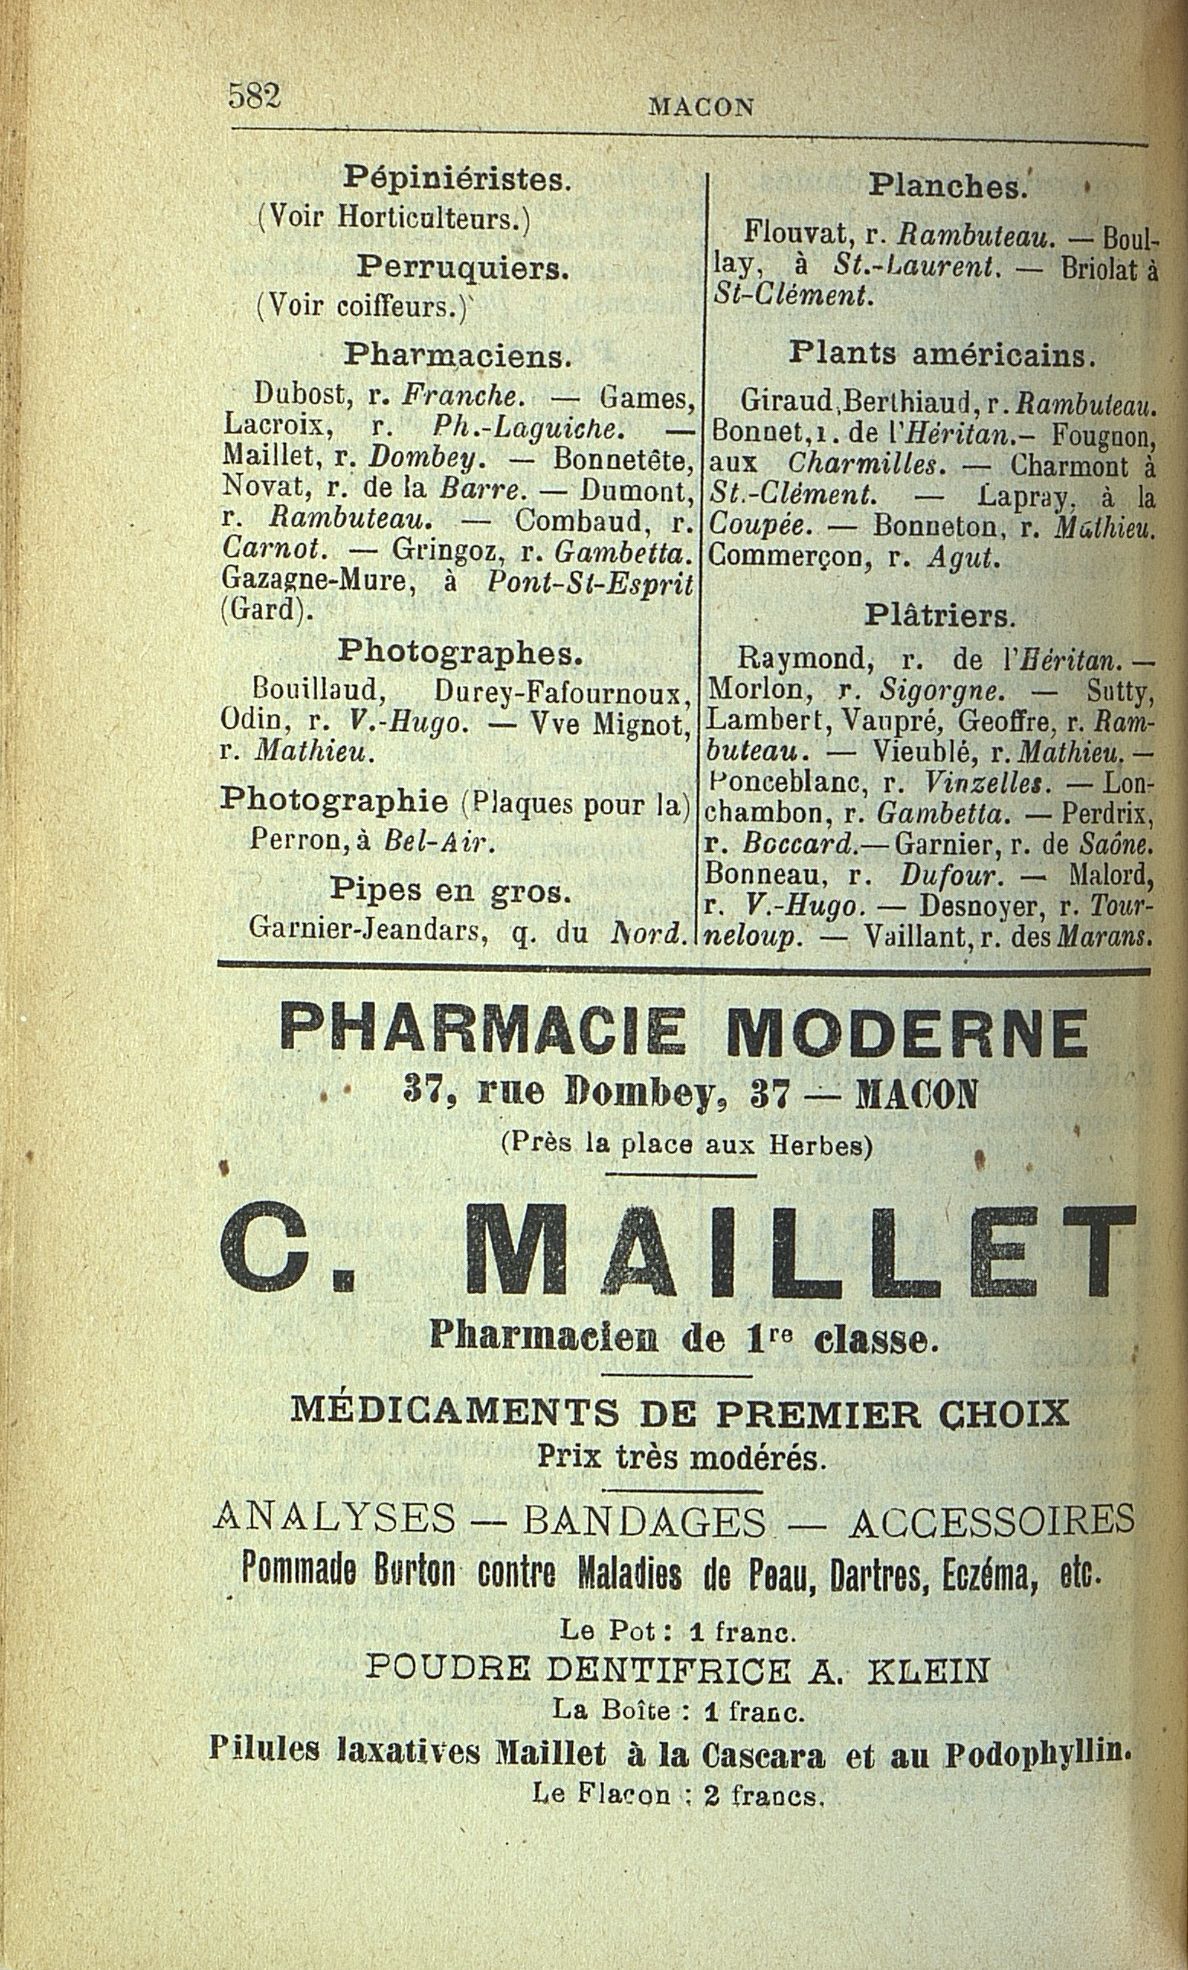 582
MACON
Pépiniéristes.
(Voir Horticulteurs.)
Perruquiers.
(Voir coiffeurs.)
Pharmaciens.
Dubost, r. Franche. — Games,
Lacroix, r. Ph.-Laguiche. —
Maillet, r. Dombey. — Bonnetête,
Novat, r. de la Barre. — Dumont,
r. Rambuteau. — Combaud, r.
Carnot. — Gringoz, r. Gambetta.
Gazagne-Mure, à Pont-St-Esprit
(Gard).
Photographes.
Bouillaud, Durey-Fafournoux,
Odin, r. V.-Hugo. — Vve Mignot,
r. Mathieu.
Photographie (Plaques pour la)
Perron, à Bel-Air.
Pipes en gros.
Garnier-Jeandars, q. du Nord.
Planches.
Flouvat, r. Rambuteau. — Boul-
lay, à St.-Laurent. — Briolat à
St-Clément.
Plants américains.
Giraud, Berthiaud, r. Rambuteau.
Bonnet, r. de l'Héritan. — Fougnon,
aux Charmilles. — Charmont à
St.-Clément. — Lapray, à la
Coupée. — Bonneton, r. Mathieu.
Commerçon, r. Agut.
Plâtriers.
Raymond, r. de l'Héritan. —
Morlon, r. Sigorgne. — Sutty,
Lambert, Vaupré, Geoffre, r. Ram-
buteau. — Vieublé, r. Mathieu. —
Ponceblanc, r. Vinzelles. — Lon-
chambon, r. Gambetta. — Perdrix,
r. Boccard. — Garnier, r. de Saône.
Bonneau, r. Dufour. — Malord,
r. V.-Hugo. — Desnoyer, r. Tour-
neloup. — Vaillant, r. des Marans.
PHARMACIE MODERNE
37, rue Dombey, 37 — MACON
(Près la place aux Herbes)
C. MAILLET
Pharmacien de 1re classe.
MÉDICAMENTS DE PREMIER CHOIX
Prix très modérés.
ANALYSES — BANDAGES — ACCESSOIRES
Pommade Burton contre Maladies de Peau, Dartres, Eczéma, etc.
Le Pot : 1 franc.
POUDRE DENTIFRICE A. KLEIN
La Boîte : 1 franc.
Pilules laxatives Maillet à la Cascara et au Podophyllin.
Le Flacon : 2 francs.